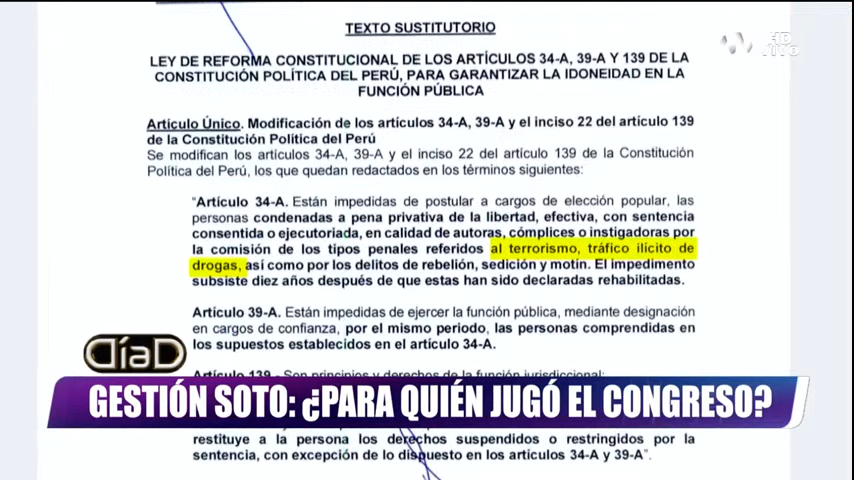 TEXTO SUSTITUTORIO
LEY DE REFORMA CONSTITUCIONAL DE LOS ARTÍCULOS 34-A, 39-A Y 139 DE LA
CONSTITUCIÓN POLÍTICA DEL PERÚ, PARA GARANTIZAR LA IDONEIDAD EN LA
FUNCIÓN PÚBLICA
Artículo Único. Modificación de los artículos 34-A, 39-A y el inciso 22 del artículo 139
de la Constitución Política del Perú
Se modifican los artículos 34-A, 39-A y el inciso 22 del artículo 139 de la Constitución
Política del Perú, los que quedan redactados en los términos siguientes:
“Artículo 34-A. Están impedidas de postular a cargos de elección popular, las
personas condenadas a pena privativa de la libertad, efectiva, con sentencia
consentida o ejecutoriada, en calidad de autoras, cómplices o instigadoras por
la comisión de los tipos penales referidos al terrorismo, tráfico ilícito de
drogas, así como por los delitos de rebelión, sedición y motín. El impedimento
subsiste diez años después de que estas han sido declaradas rehabilitadas.
Artículo 39-A. Están impedidas de ejercer la función pública, mediante designación
en cargos de confianza, por el mismo periodo, las personas comprendidas en
los supuestos establecidos en el artículo 34-A.
Artículo 139.- Son principios y derechos de la función jurisdiccional:
DíaD
GESTIÓN SOTO: ¿PARA QUIÉN JUGÓ EL CONGRESO?
restituye a la persona los derechos suspendidos o restringidos por la
sentencia, con excepción de lo dispuesto en los artículos 34-A y 39-A”.